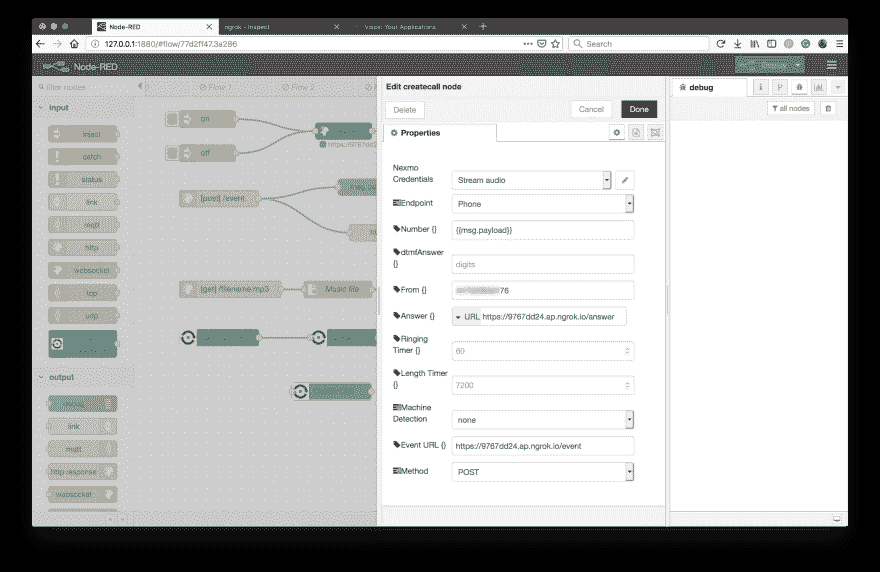 Node-RED
ngrok - Inspect
Voice: Your Applications
127.0.0.1:1880/#flow/77d2ff47.3a286
Search
Node-RED
filter nodes
Flow 1
Flow 2
Edit createcall node
debug
i
Delete
Cancel
Done
all nodes
input
inject
catch
status
link
mqtt
http
websocket
tcp
udp
output
debug
link
mqtt
http response
websocket
on
off
https://9767dd
[post] /event
msg.pa
[get] /filename.mp3
Music file
Properties
Nexmo Credentials
Stream audio
Endpoint
Phone
Number {}
{{msg.payload}}
dtmfAnswer {}
digits
From {}
76
Answer {}
URL https://9767dd24.ap.ngrok.io/answer
Ringing Timer {}
60
Length Timer {}
7200
Machine Detection
none
Event URL {}
https://9767dd24.ap.ngrok.io/event
Method
POST